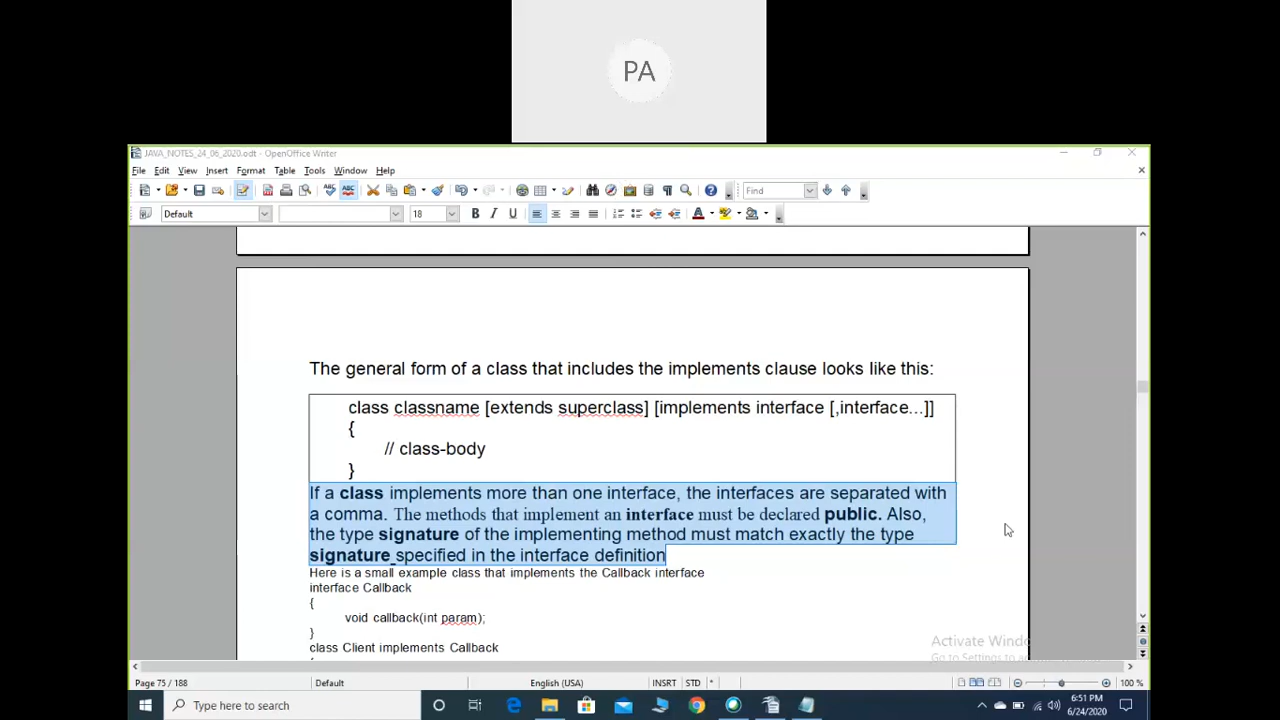 PA
JAVA_NOTES_24_06_2020.odt - OpenOffice Writer
File Edit View Insert Format Table Tools Window Help
Find
Default 18 B I U A
The general form of a class that includes the implements clause looks like this:
class classname [extends superclass] [implements interface [,interface...]]
{
// class-body
}
If a class implements more than one interface, the interfaces are separated with
a comma. The methods that implement an interface must be declared public. Also,
the type signature of the implementing method must match exactly the type
signature specified in the interface definition
Here is a small example class that implements the Callback interface
interface Callback
{
void callback(int param);
}
class Client implements Callback
Activate Windo
Go to Settings to a
Page 75 / 188 Default English (USA) INSRT STD * 100 %
Type here to search
6:51 PM
6/24/2020